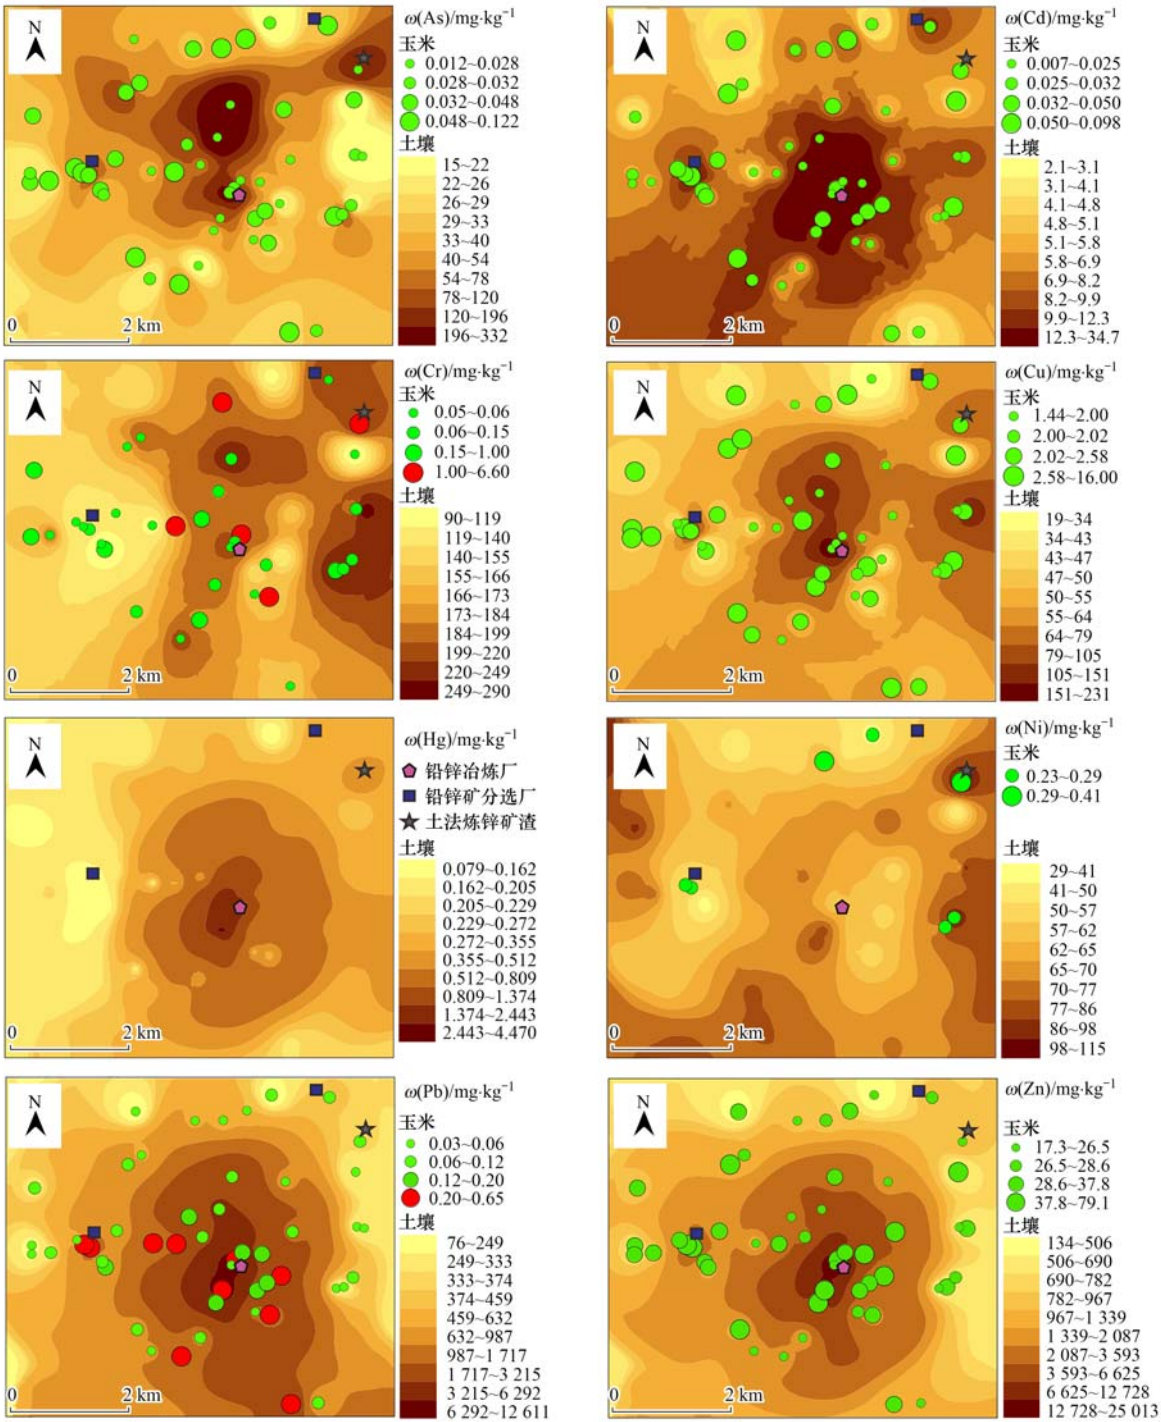 N
ω(As)/mg·kg⁻¹
玉米
0.012~0.028
0.028~0.032
0.032~0.048
0.048~0.122
土壤
15~22
22~26
26~29
29~33
33~40
40~54
54~78
78~120
120~196
196~332
0 2 km
N
ω(Cd)/mg·kg⁻¹
玉米
0.007~0.025
0.025~0.032
0.032~0.050
0.050~0.098
土壤
2.1~3.1
3.1~4.1
4.1~4.8
4.8~5.1
5.1~5.8
5.8~6.9
6.9~8.2
8.2~9.9
9.9~12.3
12.3~34.7
0 2 km
N
ω(Cr)/mg·kg⁻¹
玉米
0.05~0.06
0.06~0.15
0.15~1.00
1.00~6.60
土壤
90~119
119~140
140~155
155~166
166~173
173~184
184~199
199~220
220~249
249~290
0 2 km
N
ω(Cu)/mg·kg⁻¹
玉米
1.44~2.00
2.00~2.02
2.02~2.58
2.58~16.00
土壤
19~34
34~43
43~47
47~50
50~55
55~64
64~79
79~105
105~151
151~231
0 2 km
N
ω(Hg)/mg·kg⁻¹
铅锌冶炼厂
铅锌矿分选厂
土法炼锌矿渣
土壤
0.079~0.162
0.162~0.205
0.205~0.229
0.229~0.272
0.272~0.355
0.355~0.512
0.512~0.809
0.809~1.374
1.374~2.443
2.443~4.470
0 2 km
N
ω(Ni)/mg·kg⁻¹
玉米
0.23~0.29
0.29~0.41
土壤
29~41
41~50
50~57
57~62
62~65
65~70
70~77
77~86
86~98
98~115
0 2 km
N
ω(Pb)/mg·kg⁻¹
玉米
0.03~0.06
0.06~0.12
0.12~0.20
0.20~0.65
土壤
76~249
249~333
333~374
374~459
459~632
632~987
987~1 717
1 717~3 215
3 215~6 292
6 292~12 611
0 2 km
N
ω(Zn)/mg·kg⁻¹
玉米
17.3~26.5
26.5~28.6
28.6~37.8
37.8~79.1
土壤
134~506
506~690
690~782
782~967
967~1 339
1 339~2 087
2 087~3 593
3 593~6 625
6 625~12 728
12 728~25 013
0 2 km